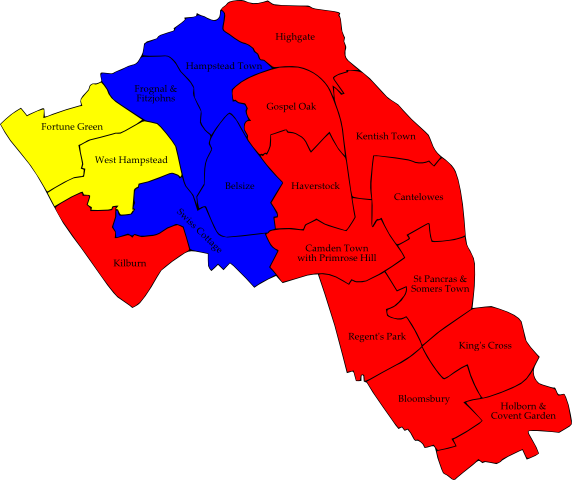 Highgate
Hampstead Town
Frognal &
Fitzjohns
Gospel Oak
Fortune Green
Kentish Town
West Hampstead
Belsize
Haverstock
Cantelowes
Swiss Cottage
Camden Town
with Primrose Hill
Kilburn
St Pancras &
Somers Town
Regent's Park
King's Cross
Bloomsbury
Holborn &
Covent Garden